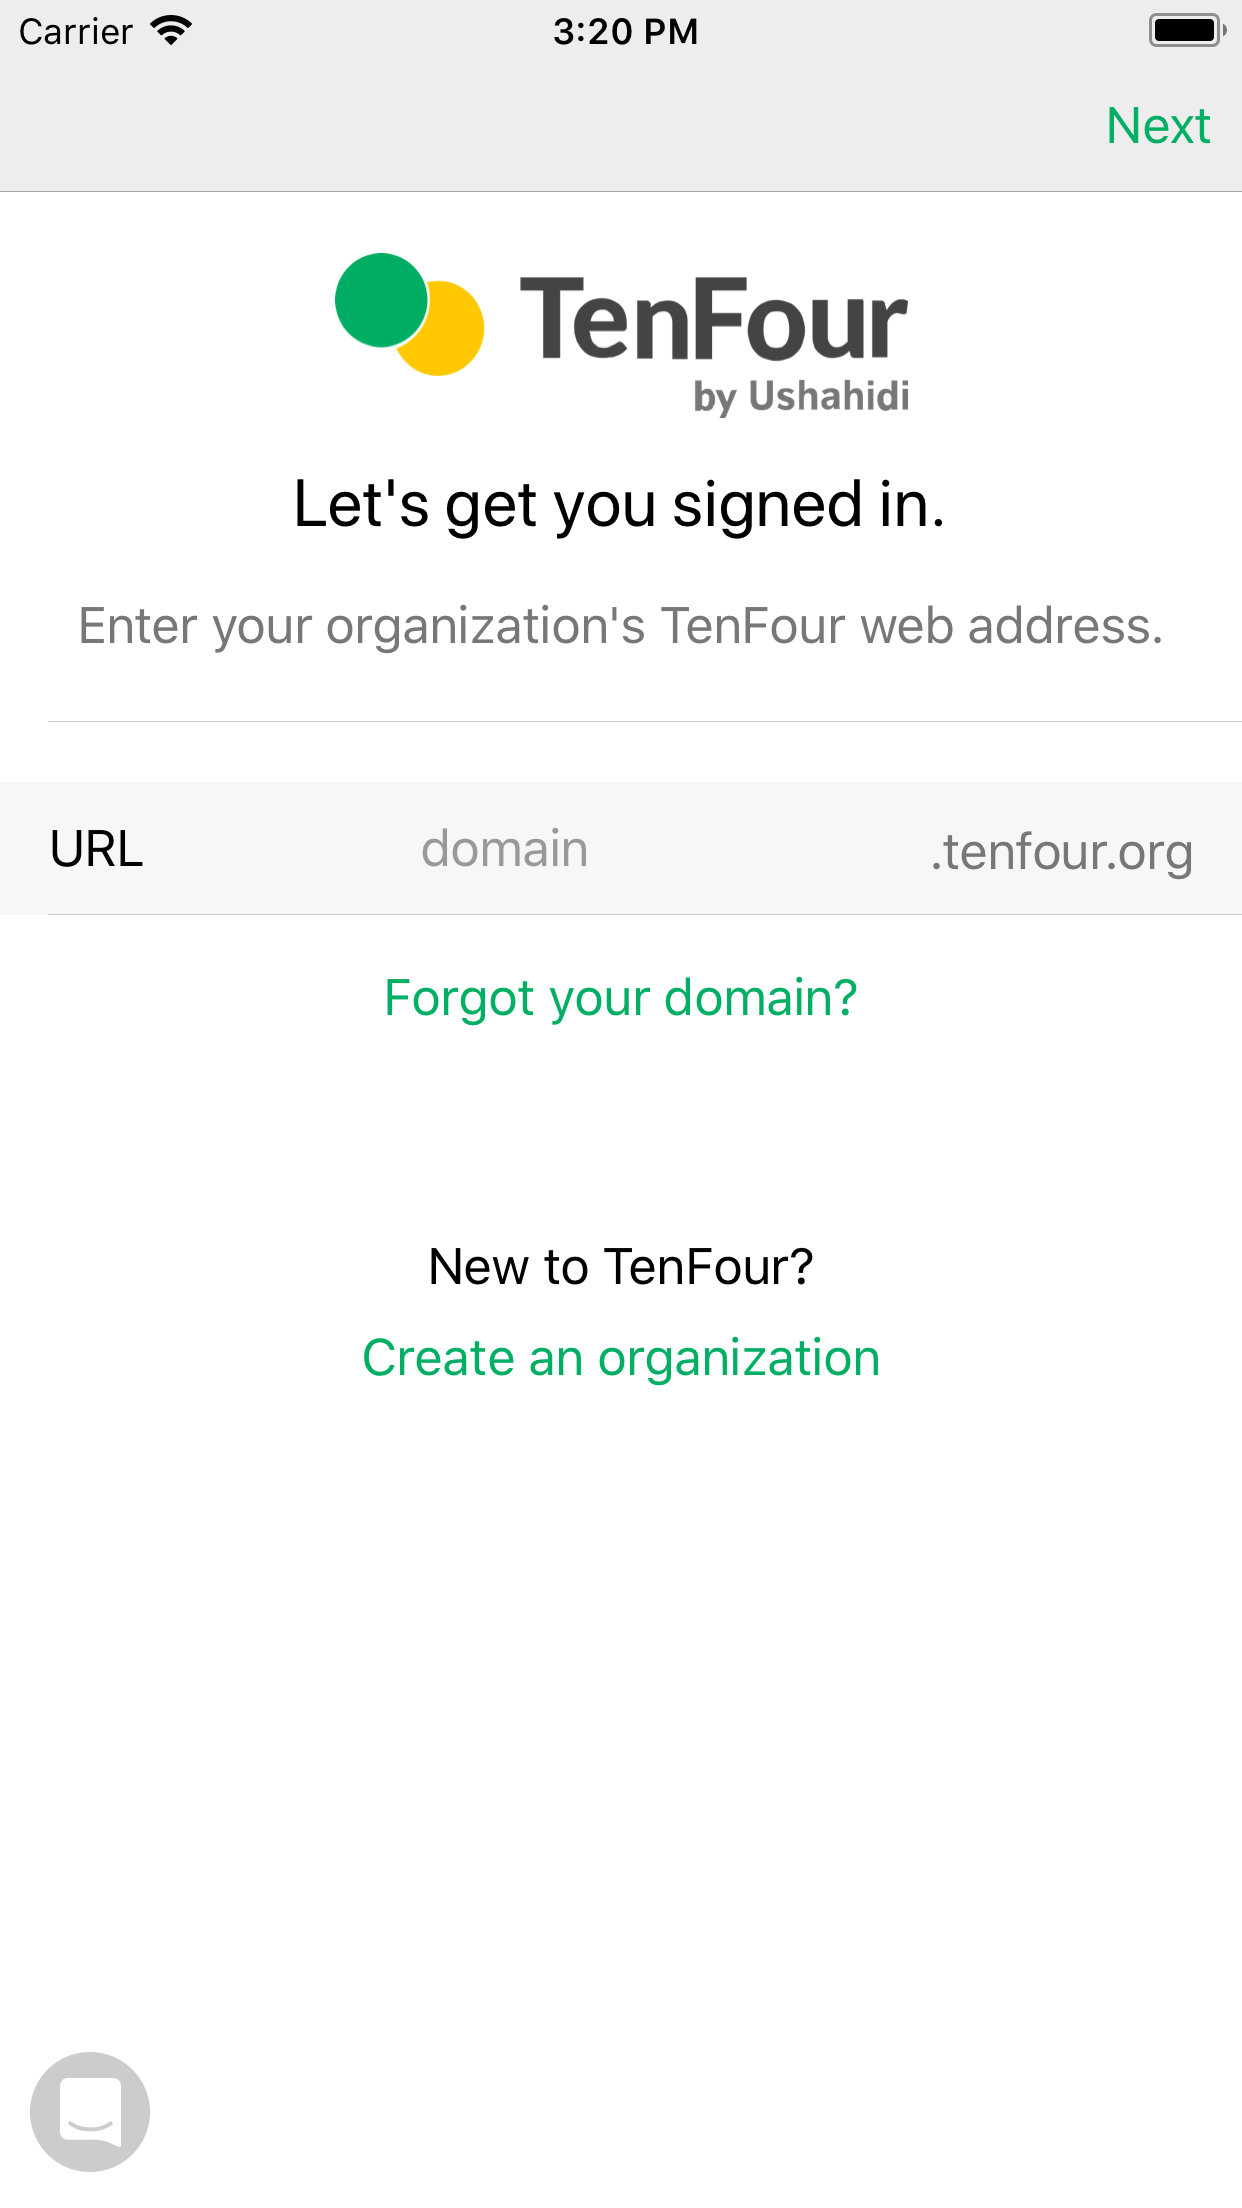 Carrier 3:20 PM
Next
TenFour
by Ushahidi
Let's get you signed in.
Enter your organization's TenFour web address.
URL domain .tenfour.org
Forgot your domain?
New to TenFour?
Create an organization